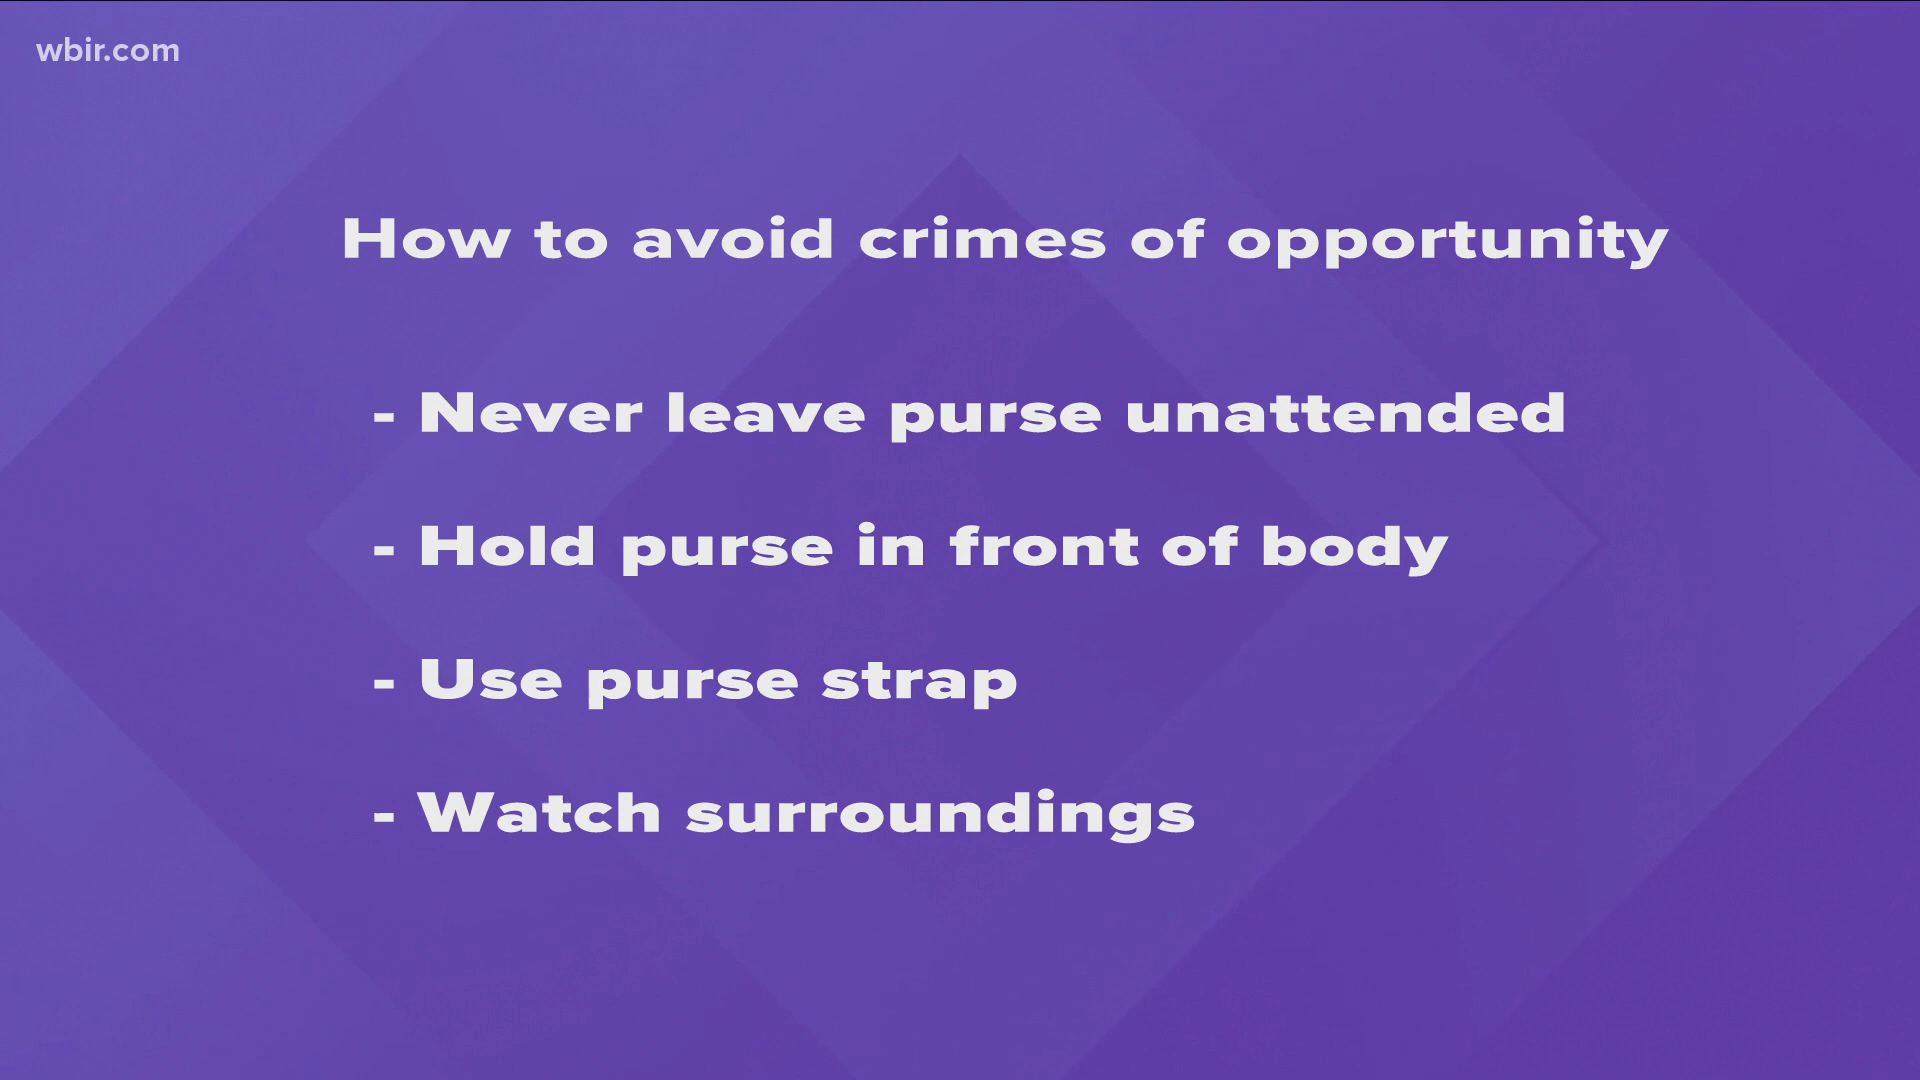 wbir.com
How to avoid crimes of opportunity
- Never leave purse unattended
- Hold purse in front of body
- Use purse strap
- Watch surroundings